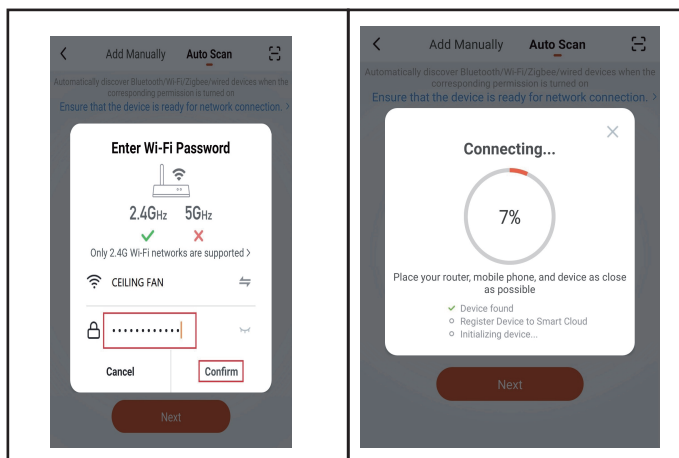 Add Manually Auto Scan
Automatically discover Bluetooth/Wi-Fi/Zigbee/wired devices when the
corresponding permission is turned on
Ensure that the device is ready for network connection. >
Enter Wi-Fi Password
2.4GHz 5GHz
Only 2.4G Wi-Fi networks are supported >
CEILING FAN
Cancel Confirm
Next
Add Manually Auto Scan
Automatically discover Bluetooth/Wi-Fi/Zigbee/wired devices when the
corresponding permission is turned on
Ensure that the device is ready for network connection. >
Connecting...
7%
Place your router, mobile phone, and device as close
as possible
Device found
Register Device to Smart Cloud
Initializing device...
Next